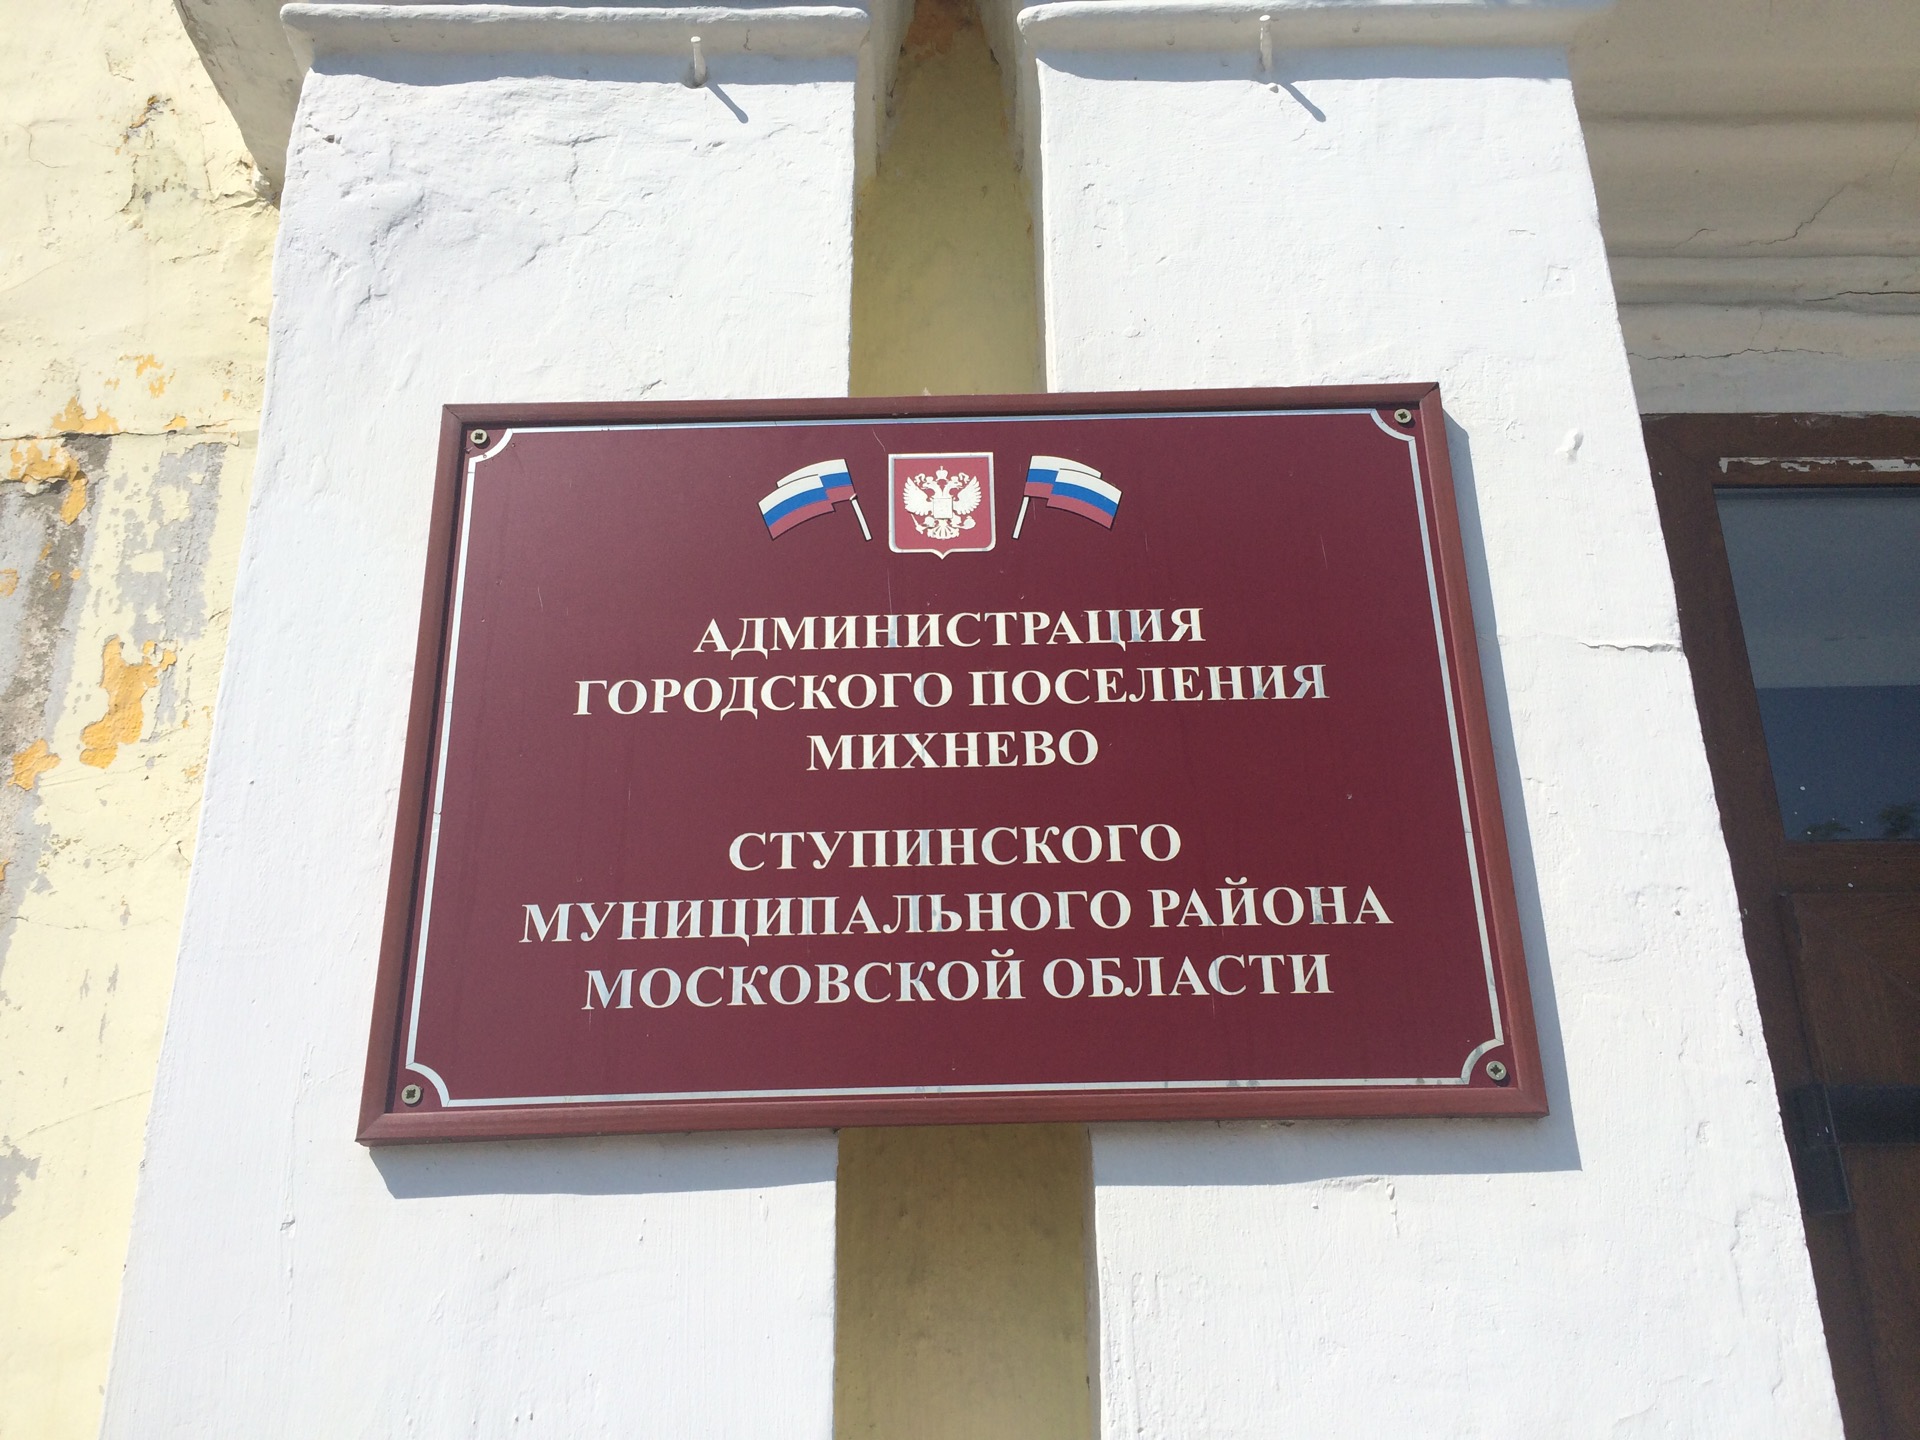 АДМИНИСТРАЦИЯ
ГОРОДСКОГО ПОСЕЛЕНИЯ
МИХНЕВО
СТУПИНСКОГО
МУНИЦИПАЛЬНОГО РАЙОНА
МОСКОВСКОЙ ОБЛАСТИ